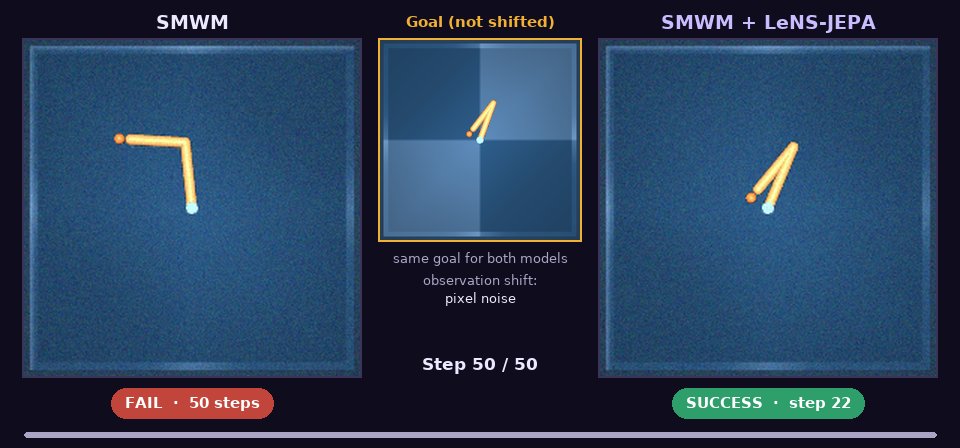 SMWM
Goal (not shifted)
SMWM + LeNS-JEPA
same goal for both models
observation shift:
pixel noise
Step 50 / 50
FAIL · 50 steps
SUCCESS · step 22